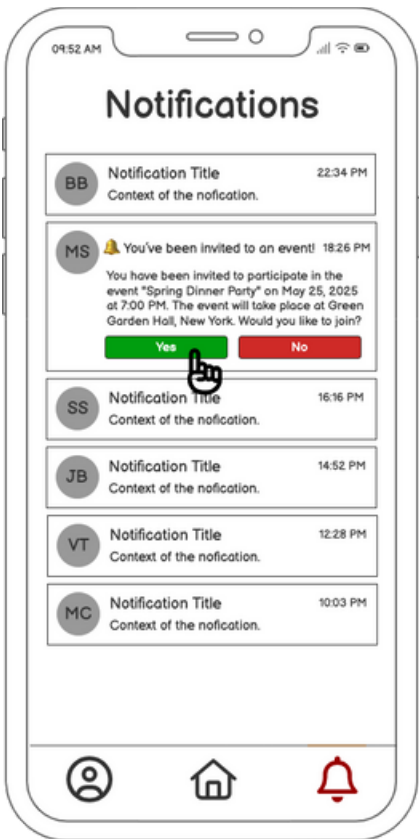 09:52 AM
Notifications
BB
Notification Title 22:34 PM
Context of the nofication.
MS
🔔 You've been invited to an event! 18:26 PM
You have been invited to participate in the
event "Spring Dinner Party" on May 25, 2025
at 7:00 PM. The event will take place at Green
Garden Hall, New York. Would you like to join?
Yes No
SS
Notification Title 16:16 PM
Context of the nofication.
JB
Notification Title 14:52 PM
Context of the nofication.
VT
Notification Title 12:28 PM
Context of the nofication.
MC
Notification Title 10:03 PM
Context of the nofication.